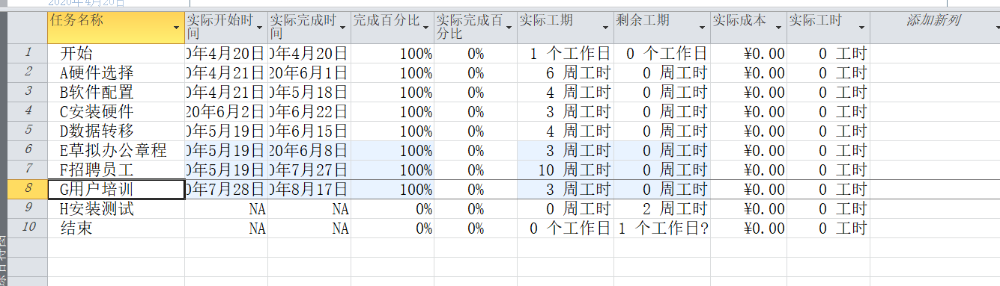 2020年4月20日
任务名称 实际开始时间 实际完成时间 完成百分比 实际完成百分比 实际工期 剩余工期 实际成本 实际工时 添加新列
1 开始 0年4月20日 0年4月20日 100% 0% 1 个工作日 0 个工作日 ¥0.00 0 工时
2 A硬件选择 0年4月21日 20年6月1日 100% 0% 6 周工时 0 周工时 ¥0.00 0 工时
3 B软件配置 0年4月21日 0年5月18日 100% 0% 4 周工时 0 周工时 ¥0.00 0 工时
4 C安装硬件 20年6月2日 0年6月22日 100% 0% 3 周工时 0 周工时 ¥0.00 0 工时
5 D数据转移 0年5月19日 0年6月15日 100% 0% 4 周工时 0 周工时 ¥0.00 0 工时
6 E草拟办公章程 0年5月19日 20年6月8日 100% 0% 3 周工时 0 周工时 ¥0.00 0 工时
7 F招聘员工 0年5月19日 0年7月27日 100% 0% 10 周工时 0 周工时 ¥0.00 0 工时
8 G用户培训 0年7月28日 0年8月17日 100% 0% 3 周工时 0 周工时 ¥0.00 0 工时
9 H安装测试 NA NA 0% 0% 0 周工时 2 周工时 ¥0.00 0 工时
10 结束 NA NA 0% 0% 0 个工作日 1 个工作日? ¥0.00 0 工时